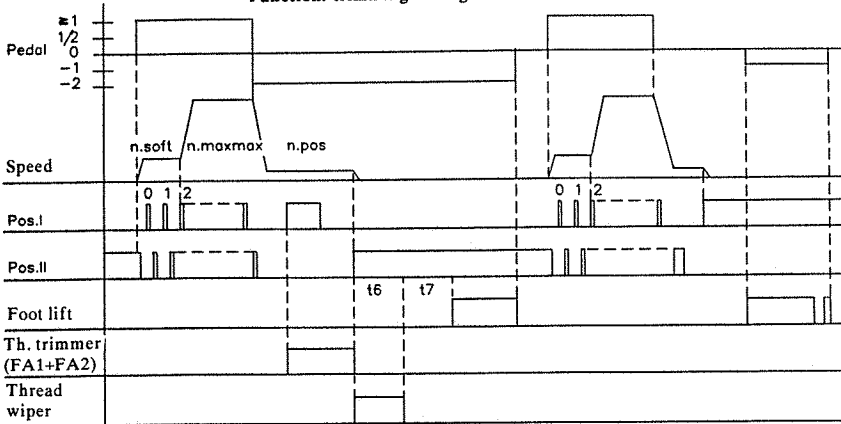 ≥1
1/2
Pedal 0
−1
−2
n.soft n.maxmax n.pos
Speed
0 1 2 0 1 2
Pos.I
Pos.II
t6 t7
Foot lift
Th. trimmer
(FA1+FA2)
Thread
wiper